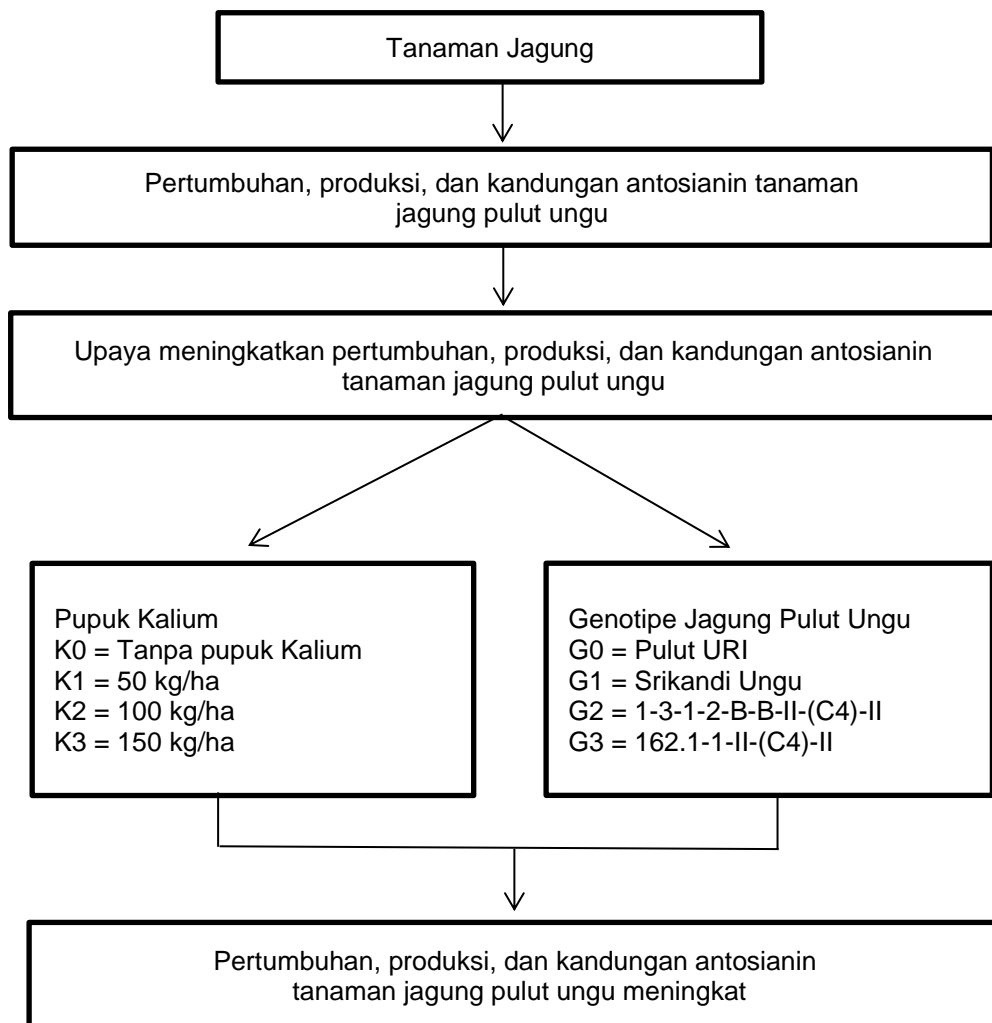 Tanaman Jagung
Pertumbuhan, produksi, dan kandungan antosianin tanaman
jagung pulut ungu
Upaya meningkatkan pertumbuhan, produksi, dan kandungan antosianin
tanaman jagung pulut ungu
Pupuk Kalium
K0 = Tanpa pupuk Kalium
K1 = 50 kg/ha
K2 = 100 kg/ha
K3 = 150 kg/ha
Genotipe Jagung Pulut Ungu
G0 = Pulut URI
G1 = Srikandi Ungu
G2 = 1-3-1-2-B-B-II-(C4)-II
G3 = 162.1-1-II-(C4)-II
Pertumbuhan, produksi, dan kandungan antosianin
tanaman jagung pulut ungu meningkat